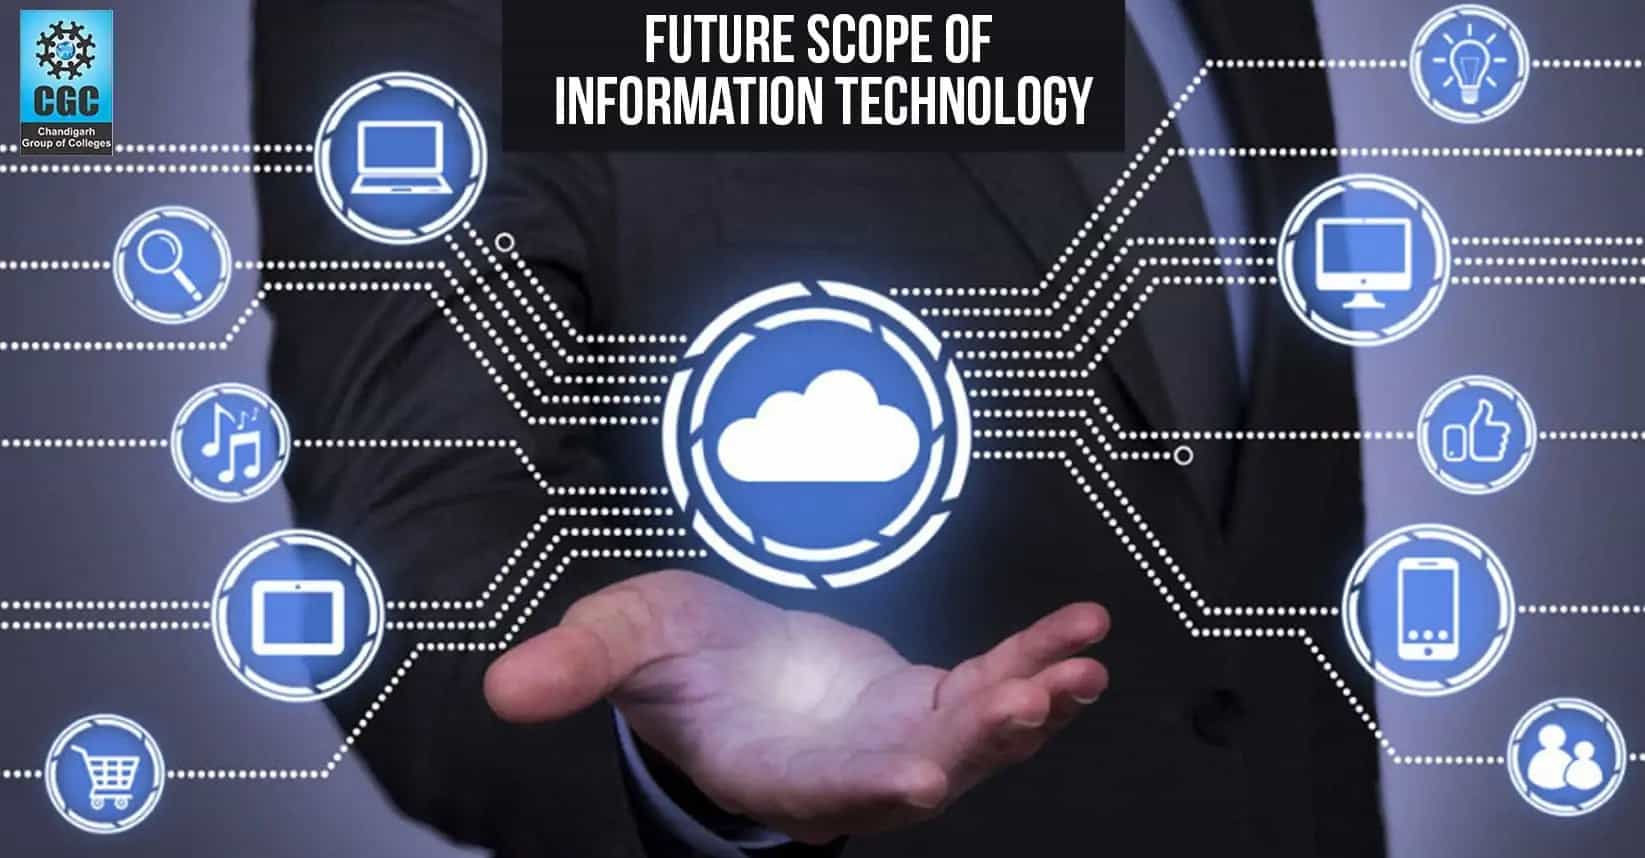 FUTURE SCOPE OF
INFORMATION TECHNOLOGY
CGC
Chandigarh
Group of Colleges